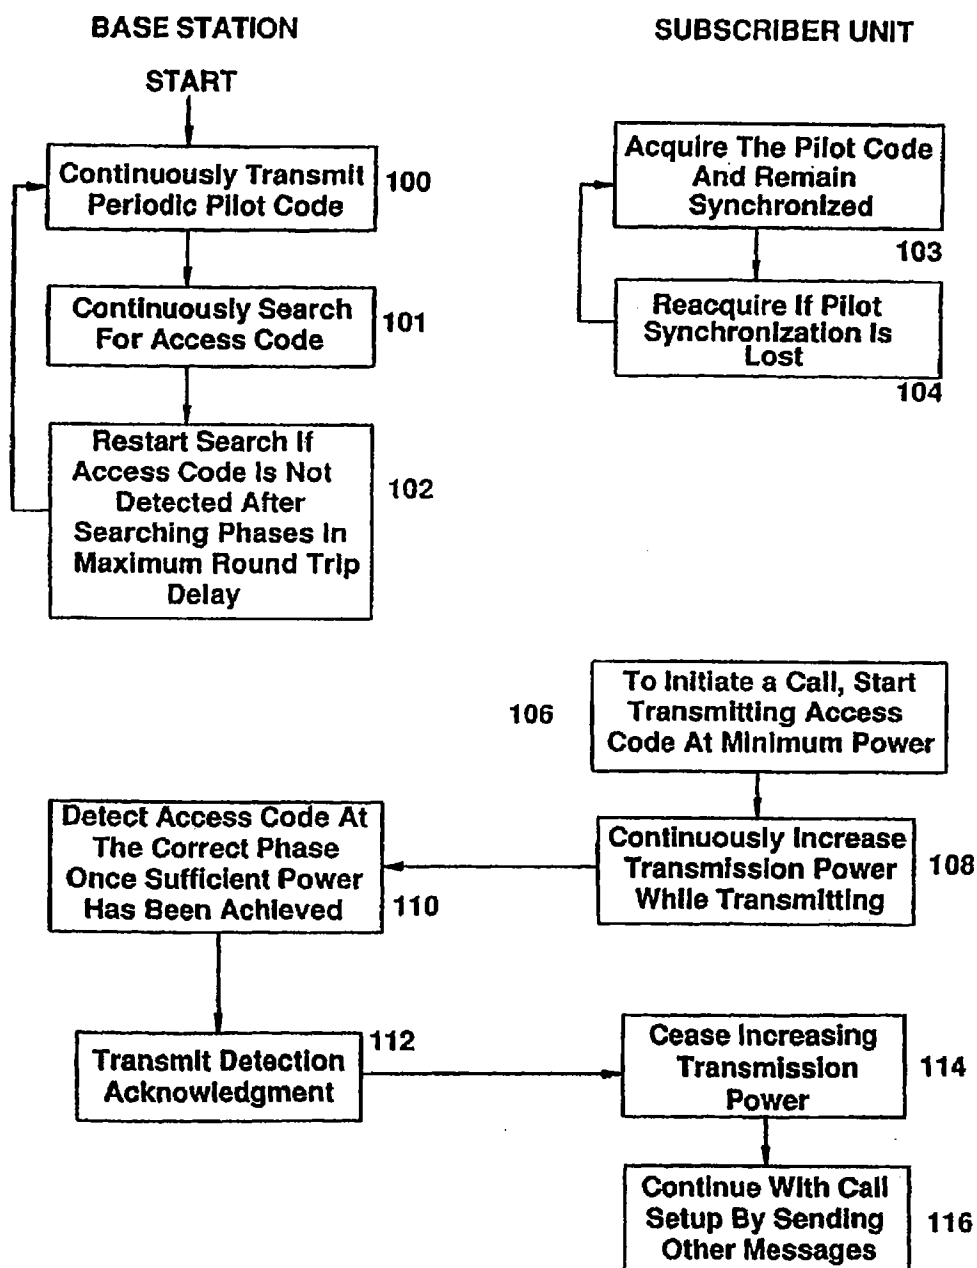 BASE STATION
SUBSCRIBER UNIT
START
Continuously Transmit
Periodic Pilot Code
100
Continuously Search
For Access Code
101
Restart Search If
Access Code Is Not
Detected After
Searching Phases In
Maximum Round Trip
Delay
102
Acquire The Pilot Code
And Remain
Synchronized
103
Reacquire If Pilot
Synchronization Is
Lost
104
106
To Initiate a Call, Start
Transmitting Access
Code At Minimum Power
Continuously Increase
Transmission Power
While Transmitting
108
Detect Access Code At
The Correct Phase
Once Sufficient Power
Has Been Achieved
110
Transmit Detection
Acknowledgment
112
Cease Increasing
Transmission
Power
114
Continue With Call
Setup By Sending
Other Messages
116